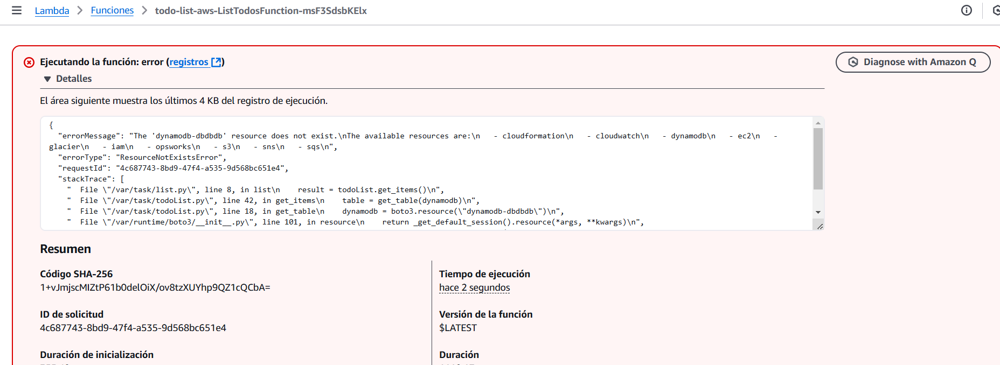 Lambda > Funciones > todo-list-aws-ListTodosFunction-msF3SdsbKElx
Ejecutando la función: error (registros)
Diagnose with Amazon Q
▼ Detalles
El área siguiente muestra los últimos 4 KB del registro de ejecución.
{
  "errorMessage": "The 'dynamodb-dbdbdb' resource does not exist.\nThe available resources are:\n   - cloudformation\n   - cloudwatch\n   - dynamodb\n   - ec2\n   -
glacier\n   - iam\n   - opsworks\n   - s3\n   - sns\n   - sqs\n",
  "errorType": "ResourceNotExistsError",
  "requestId": "4c687743-8bd9-47f4-a535-9d568bc651e4",
  "stackTrace": [
    "  File \"/var/task/list.py\", line 8, in list\n    result = todoList.get_items()\n",
    "  File \"/var/task/todoList.py\", line 42, in get_items\n    table = get_table(dynamodb)\n",
    "  File \"/var/task/todoList.py\", line 18, in get_table\n    dynamodb = boto3.resource(\"dynamodb-dbdbdb\")\n",
    "  File \"/var/runtime/boto3/__init__.py\", line 101, in resource\n    return _get_default_session().resource(*args, **kwargs)\n",
Resumen
Código SHA-256
1+vJmjscMIZtP61b0delOiX/ov8tzXUYhp9QZ1cQCbA=
Tiempo de ejecución
hace 2 segundos
ID de solicitud
4c687743-8bd9-47f4-a535-9d568bc651e4
Versión de la función
$LATEST
Duración de inicialización
Duración